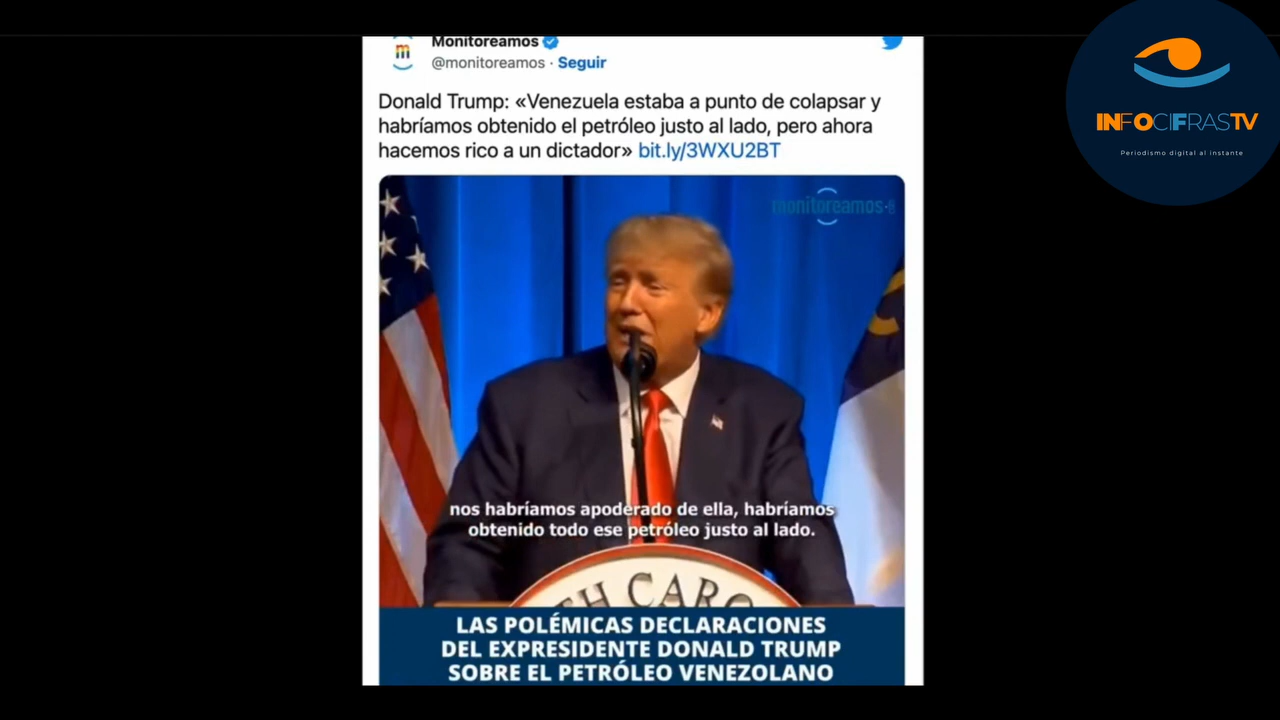 Monitoreamos
@monitoreamos · Seguir
Donald Trump: «Venezuela estaba a punto de colapsar y
habríamos obtenido el petróleo justo al lado, pero ahora
hacemos rico a un dictador» bit.ly/3WXU2BT
INFOCIFRASTV
Periodismo digital al instante
m
monitoreamos
nos habríamos apoderado de ella, habríamos
obtenido todo ese petróleo justo al lado.
TH CARO
LAS POLÉMICAS DECLARACIONES
DEL EXPRESIDENTE DONALD TRUMP
SOBRE EL PETRÓLEO VENEZOLANO